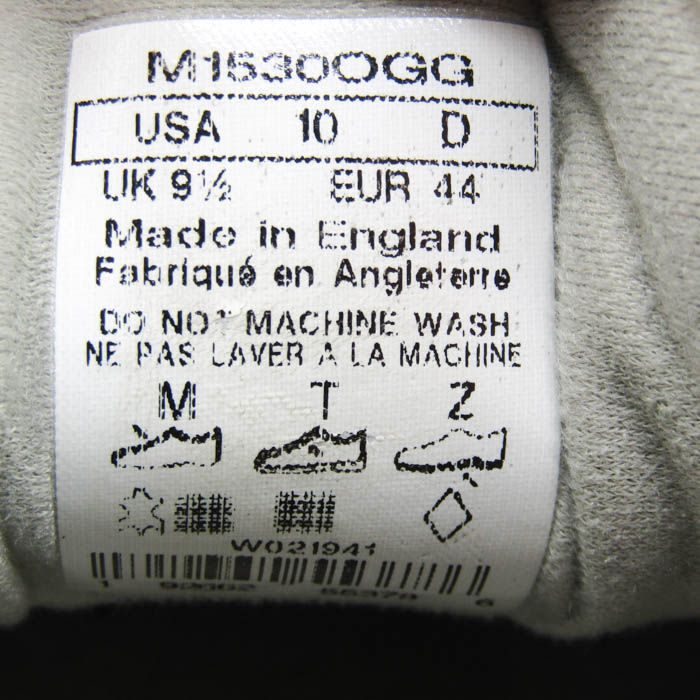 M1530OGG
USA 10 D
UK 9½ EUR 44
Made in England
Fabriqué en Angleterre
DO NOT MACHINE WASH
NE PAS LAVER A LA MACHINE
M T Z
W021941